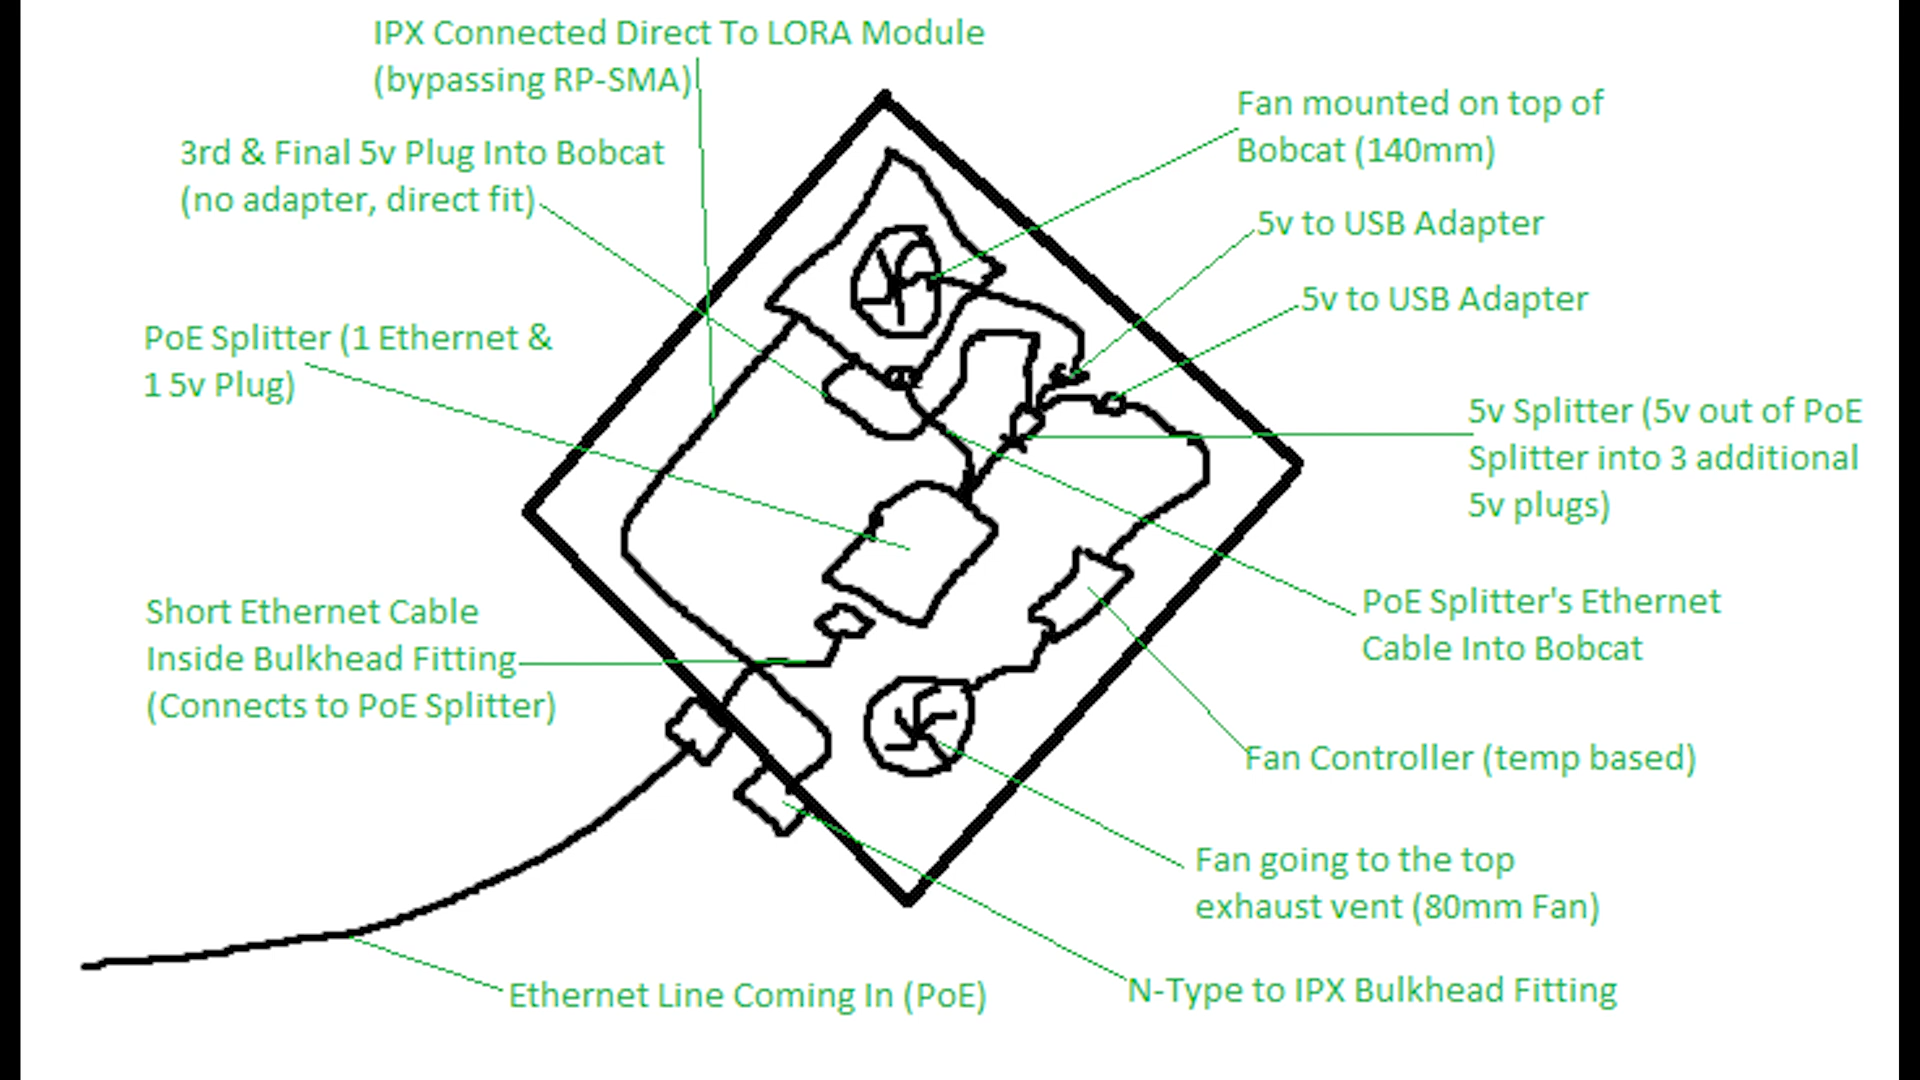 IPX Connected Direct To LORA Module
(bypassing RP-SMA)
Fan mounted on top of
Bobcat (140mm)
3rd & Final 5v Plug Into Bobcat
(no adapter, direct fit)
5v to USB Adapter
5v to USB Adapter
PoE Splitter (1 Ethernet &
1 5v Plug)
5v Splitter (5v out of PoE
Splitter into 3 additional
5v plugs)
Short Ethernet Cable
Inside Bulkhead Fitting
(Connects to PoE Splitter)
PoE Splitter's Ethernet
Cable Into Bobcat
Fan Controller (temp based)
Fan going to the top
exhaust vent (80mm Fan)
Ethernet Line Coming In (PoE)
N-Type to IPX Bulkhead Fitting